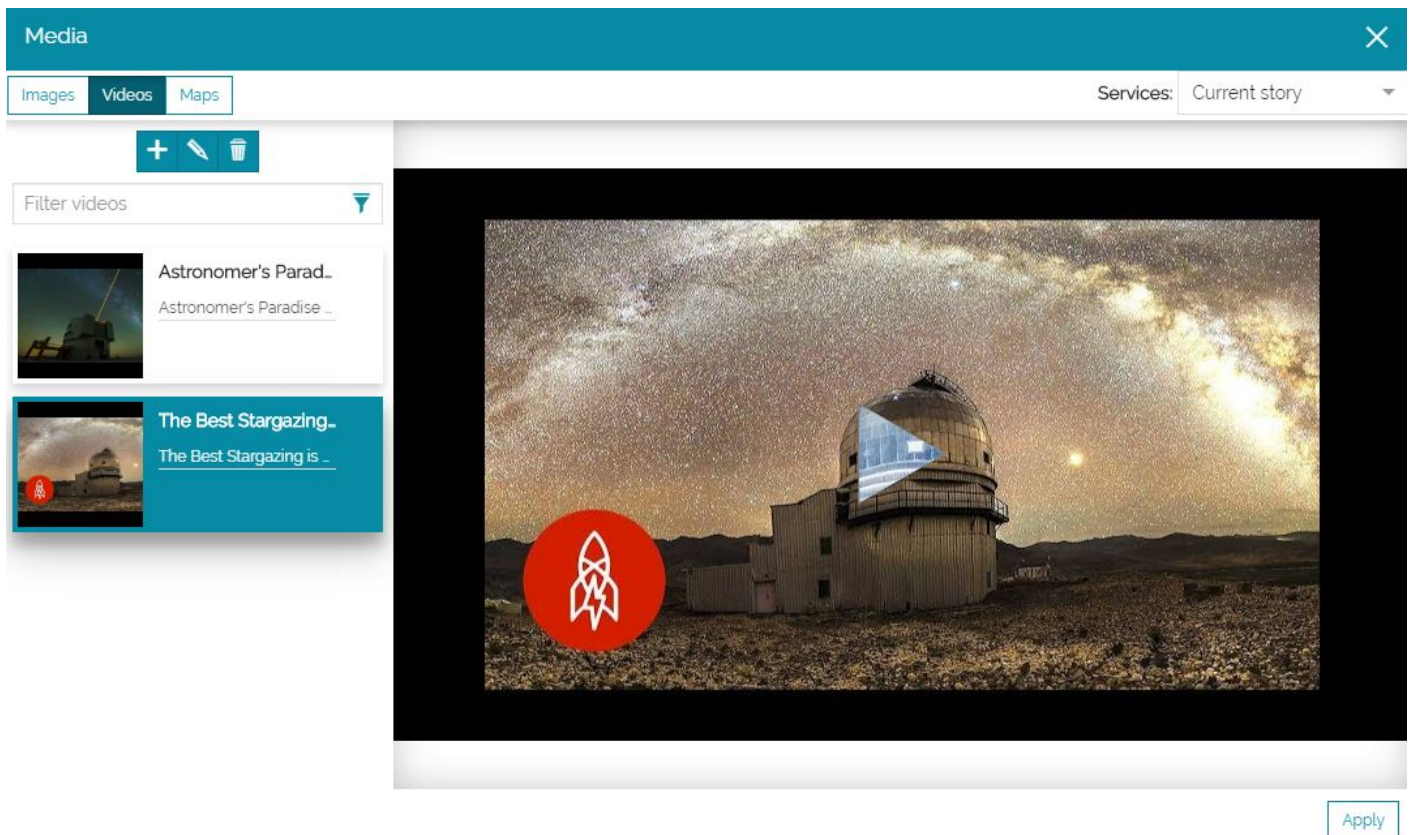 Media
Images Videos Maps
Services: Current story
Filter videos
Astronomer's Parad...
Astronomer's Paradise ...
The Best Stargazing...
The Best Stargazing is ...
Apply